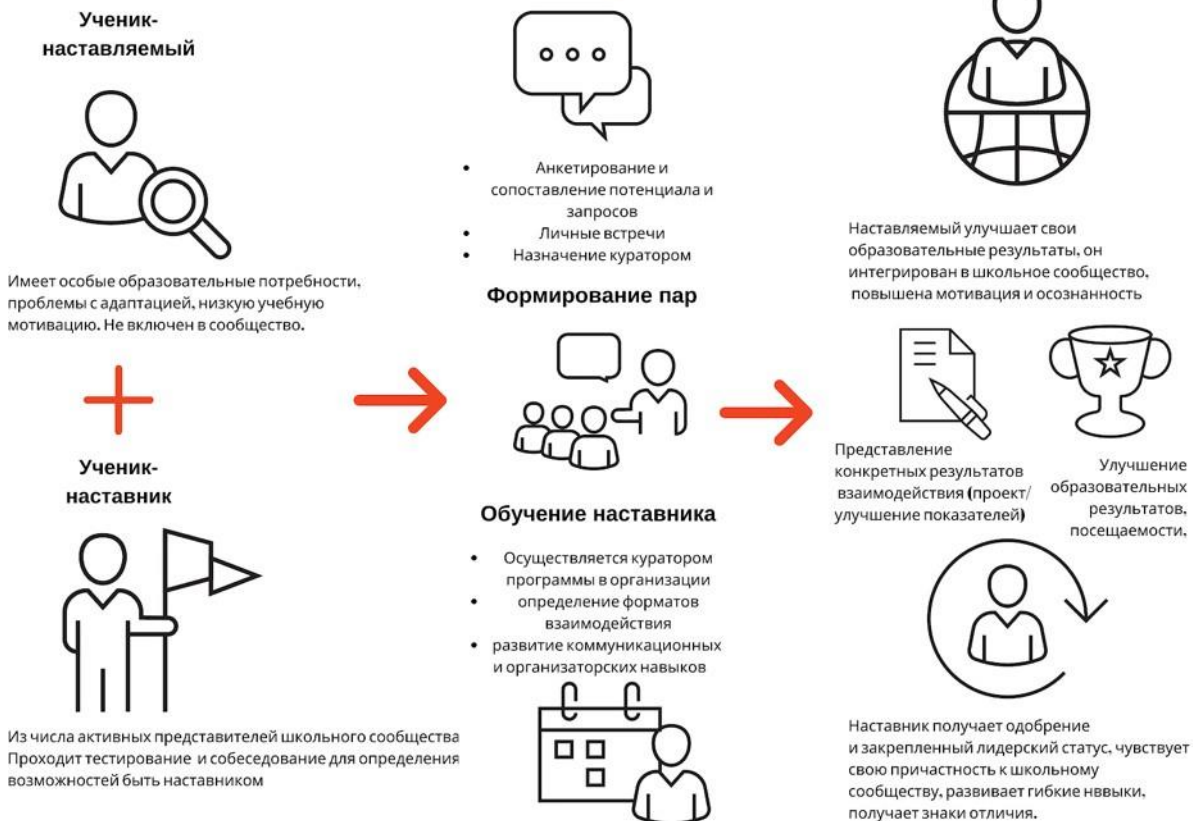 Ученик-
наставляемый
Имеет особые образовательные потребности,
проблемы с адаптацией, низкую учебную
мотивацию. Не включен в сообщество.
Ученик-
наставник
Из числа активных представителей школьного сообщества
Проходит тестирование и собеседование для определения
возможностей быть наставником
• Анкетирование и
сопоставление потенциала и
запросов
• Личные встречи
• Назначение куратором
Формирование пар
Обучение наставника
• Осуществляется куратором
программы в организации
• определение форматов
взаимодействия
• развитие коммуникационных
и организаторских навыков
Наставляемый улучшает свои
образовательные результаты, он
интегрирован в школьное сообщество,
повышена мотивация и осознанность
Представление
конкретных результатов
взаимодействия (проект/
улучшение показателей)
Улучшение
образовательных
результатов,
посещаемости,
Наставник получает одобрение
и закрепленный лидерский статус, чувствует
свою причастность к школьному
сообществу, развивает гибкие нввыки,
получает знаки отличия.